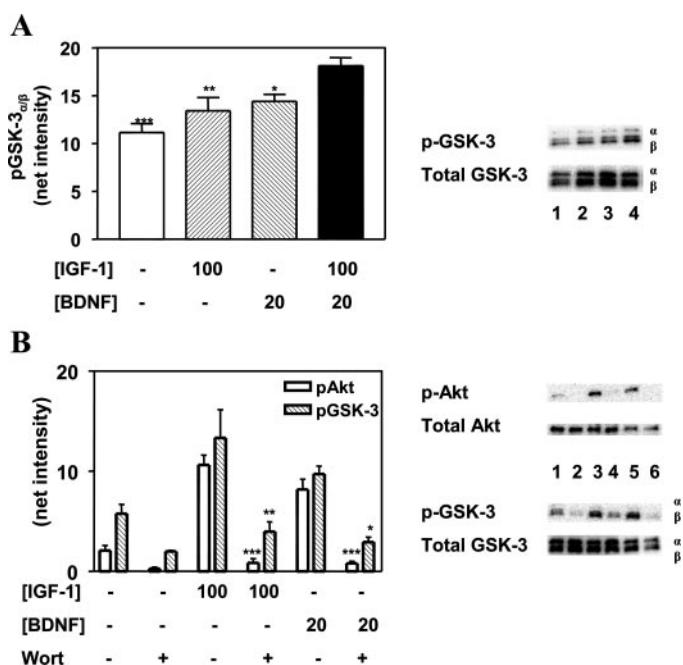 A
20
15
10
5
0
pGSK-3α/β
(net intensity)
***
**
*
[IGF-1] - 100 - 100
[BDNF] - - 20 20
p-GSK-3 α
β
Total GSK-3 α
β
1 2 3 4
B
20
10
0
(net intensity)
pAkt
pGSK-3
***
**
***
*
[IGF-1] - - 100 100 - -
[BDNF] - - - - 20 20
Wort - + - + - +
p-Akt
Total Akt
1 2 3 4 5 6
p-GSK-3 α
β
Total GSK-3 α
β